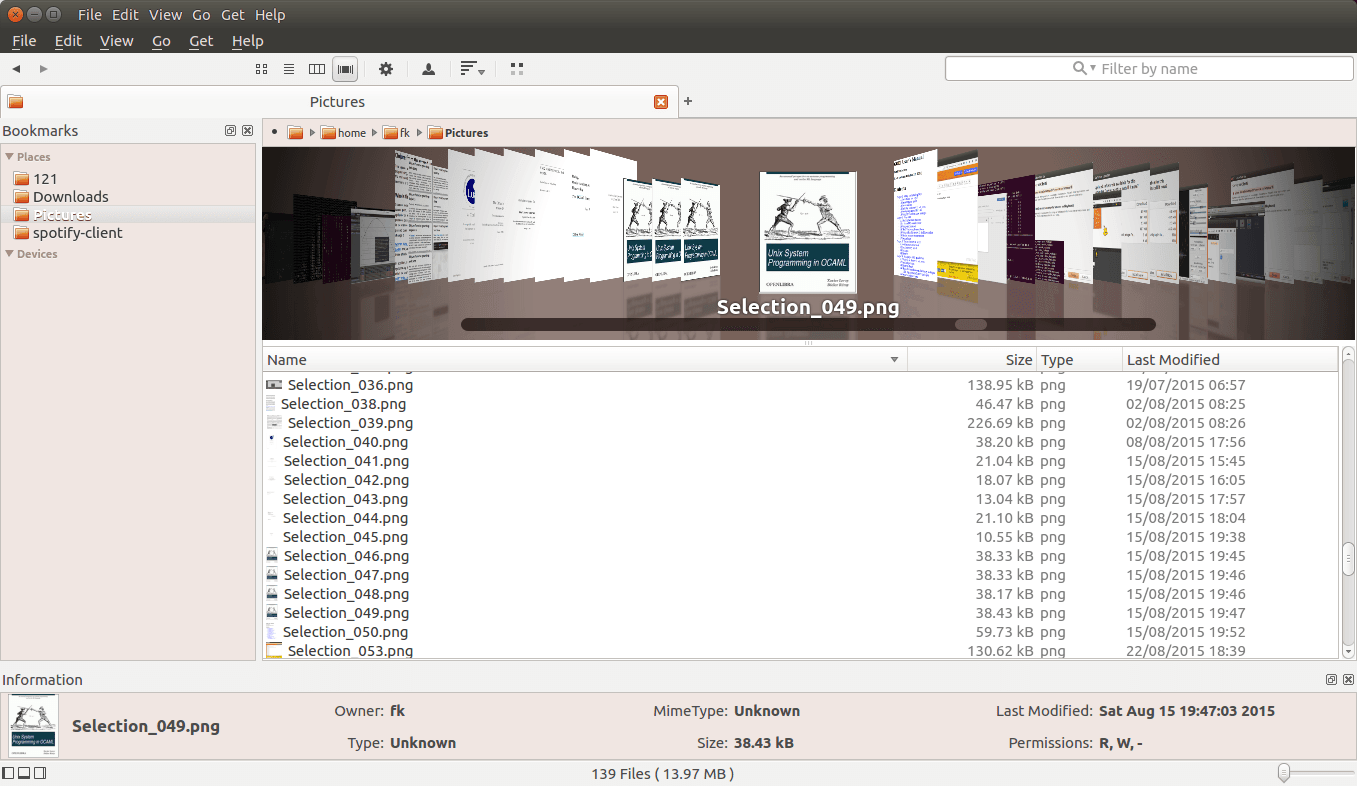 File Edit View Go Get Help
File Edit View Go Get Help
Filter by name
Pictures
Bookmarks
home fk Pictures
Places
121
Downloads
Pictures
spotify-client
Devices
Unix System
Programming in OCAML
OPENLIBRA
Selection_049.png
Name Size Type Last Modified
Selection_036.png 138.95 kB png 19/07/2015 06:57
Selection_038.png 46.47 kB png 02/08/2015 08:25
Selection_039.png 226.69 kB png 02/08/2015 08:26
Selection_040.png 38.20 kB png 08/08/2015 17:56
Selection_041.png 21.04 kB png 15/08/2015 15:45
Selection_042.png 18.07 kB png 15/08/2015 16:05
Selection_043.png 13.04 kB png 15/08/2015 17:57
Selection_044.png 21.10 kB png 15/08/2015 18:04
Selection_045.png 10.55 kB png 15/08/2015 19:38
Selection_046.png 38.33 kB png 15/08/2015 19:45
Selection_047.png 38.33 kB png 15/08/2015 19:46
Selection_048.png 38.17 kB png 15/08/2015 19:46
Selection_049.png 38.43 kB png 15/08/2015 19:47
Selection_050.png 59.73 kB png 15/08/2015 19:52
Selection_053.png 130.62 kB png 22/08/2015 18:39
Information
Selection_049.png
Owner: fk MimeType: Unknown Last Modified: Sat Aug 15 19:47:03 2015
Type: Unknown Size: 38.43 kB Permissions: R, W, -
139 Files ( 13.97 MB )